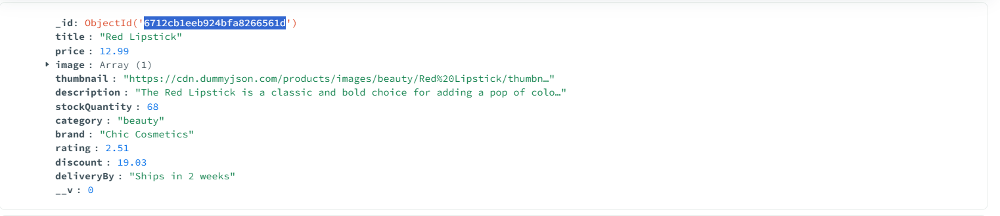 _id: ObjectId('6712cb1eeb924bfa8266561d')
title : "Red Lipstick"
price : 12.99
image : Array (1)
thumbnail : "https://cdn.dummyjson.com/products/images/beauty/Red%20Lipstick/thumbn…"
description : "The Red Lipstick is a classic and bold choice for adding a pop of colo…"
stockQuantity : 68
category : "beauty"
brand : "Chic Cosmetics"
rating : 2.51
discount : 19.03
deliveryBy : "Ships in 2 weeks"
__v : 0